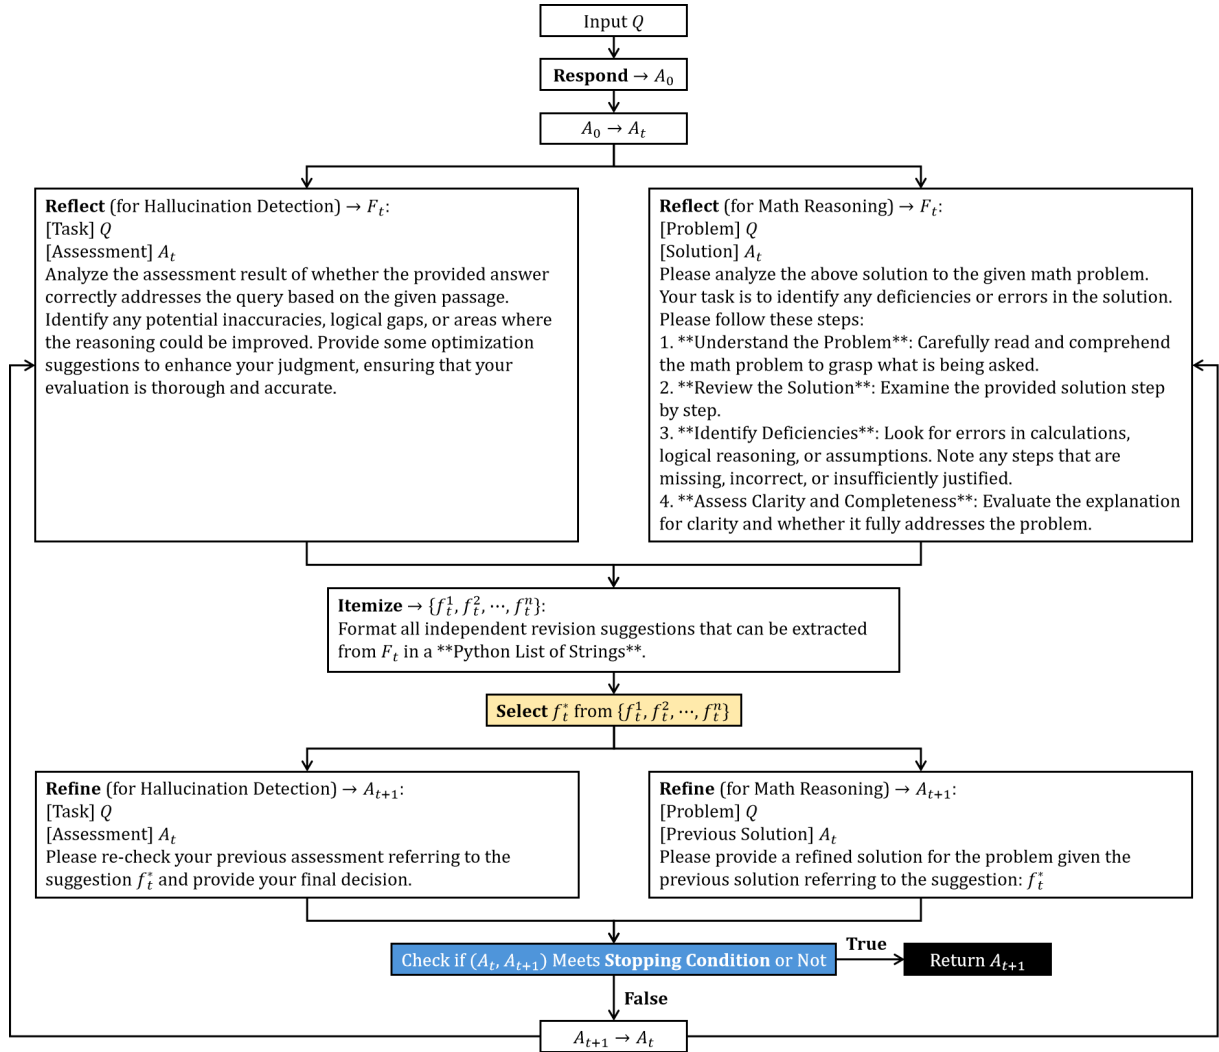 Input Q
Respond → A₀
A₀ → Aₜ
Reflect (for Hallucination Detection) → Fₜ:
[Task] Q
[Assessment] Aₜ
Analyze the assessment result of whether the provided answer
correctly addresses the query based on the given passage.
Identify any potential inaccuracies, logical gaps, or areas where
the reasoning could be improved. Provide some optimization
suggestions to enhance your judgment, ensuring that your
evaluation is thorough and accurate.
Reflect (for Math Reasoning) → Fₜ:
[Problem] Q
[Solution] Aₜ
Please analyze the above solution to the given math problem.
Your task is to identify any deficiencies or errors in the solution.
Please follow these steps:
1. **Understand the Problem**: Carefully read and comprehend
the math problem to grasp what is being asked.
2. **Review the Solution**: Examine the provided solution step
by step.
3. **Identify Deficiencies**: Look for errors in calculations,
logical reasoning, or assumptions. Note any steps that are
missing, incorrect, or insufficiently justified.
4. **Assess Clarity and Completeness**: Evaluate the explanation
for clarity and whether it fully addresses the problem.
Itemize → {fₜ¹, fₜ², ⋯, fₜⁿ}:
Format all independent revision suggestions that can be extracted
from Fₜ in a **Python List of Strings**.
Select fₜ* from {fₜ¹, fₜ², ⋯, fₜⁿ}
Refine (for Hallucination Detection) → Aₜ₊₁:
[Task] Q
[Assessment] Aₜ
Please re-check your previous assessment referring to the
suggestion fₜ* and provide your final decision.
Refine (for Math Reasoning) → Aₜ₊₁:
[Problem] Q
[Previous Solution] Aₜ
Please provide a refined solution for the problem given the
previous solution referring to the suggestion: fₜ*
Check if (Aₜ, Aₜ₊₁) Meets Stopping Condition or Not
True
Return Aₜ₊₁
False
Aₜ₊₁ → Aₜ